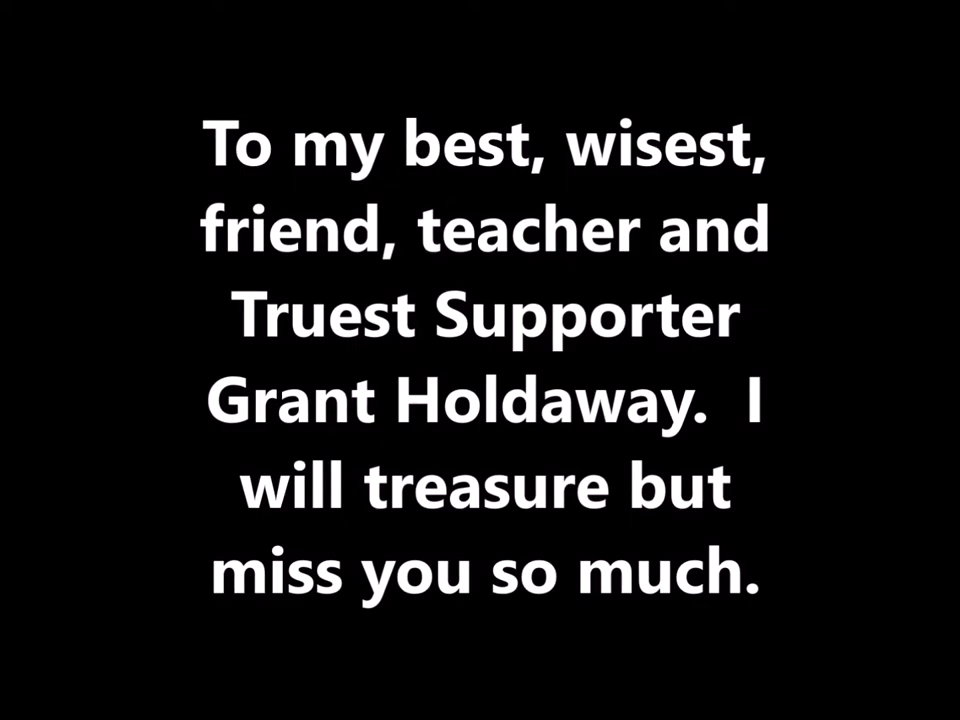 To my best, wisest,
friend, teacher and
Truest Supporter
Grant Holdaway.  I
will treasure but
miss you so much.